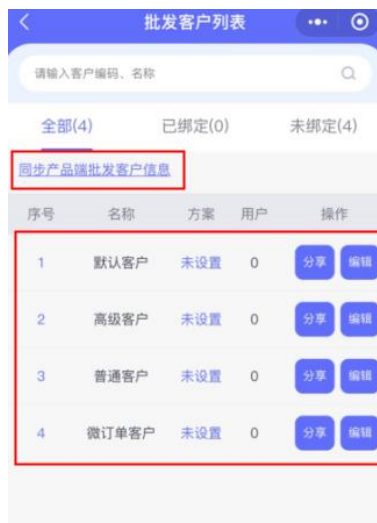 批发客户列表
请输入客户编码、名称
全部(4) 已绑定(0) 未绑定(4)
同步产品端批发客户信息
序号 名称 方案 用户 操作
1 默认客户 未设置 0 分享 编辑
2 高级客户 未设置 0 分享 编辑
3 普通客户 未设置 0 分享 编辑
4 微订单客户 未设置 0 分享 编辑